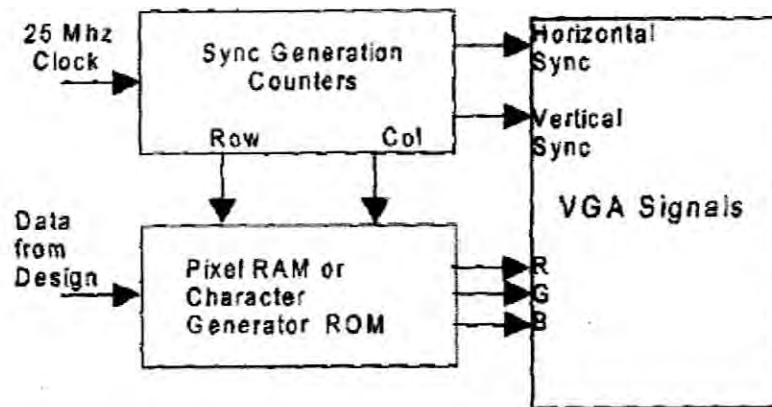 25 Mhz
Clock
Sync Generation
Counters
Row
Col
Horizontal
Sync
Vertical
Sync
VGA Signals
Data
from
Design
Pixel RAM or
Character
Generator ROM
R
G
B